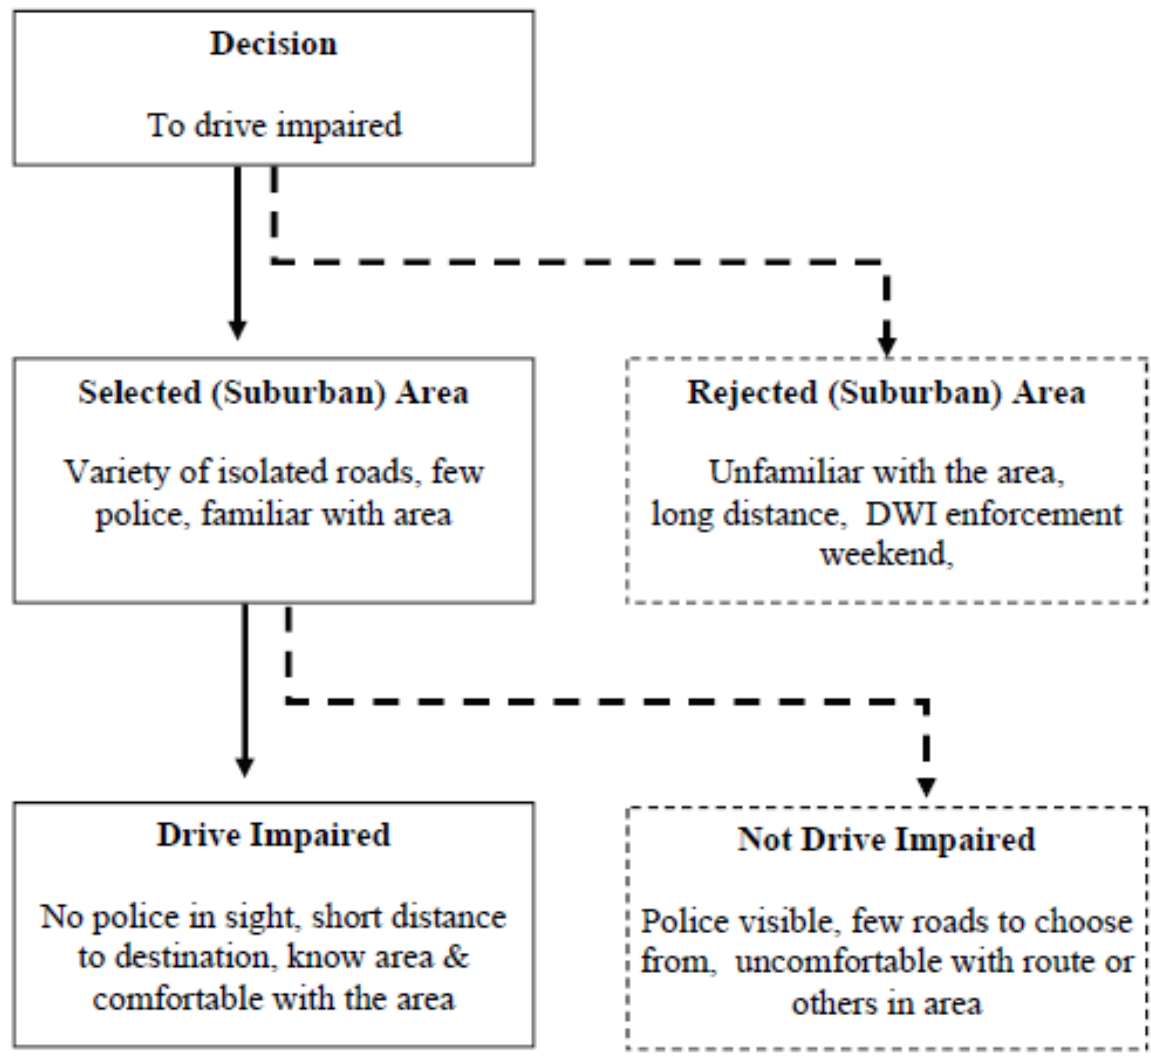 Decision
To drive impaired
Selected (Suburban) Area
Variety of isolated roads, few
police, familiar with area
Rejected (Suburban) Area
Unfamiliar with the area,
long distance,  DWI enforcement
weekend,
Drive Impaired
No police in sight, short distance
to destination, know area &
comfortable with the area
Not Drive Impaired
Police visible, few roads to choose
from,  uncomfortable with route or
others in area